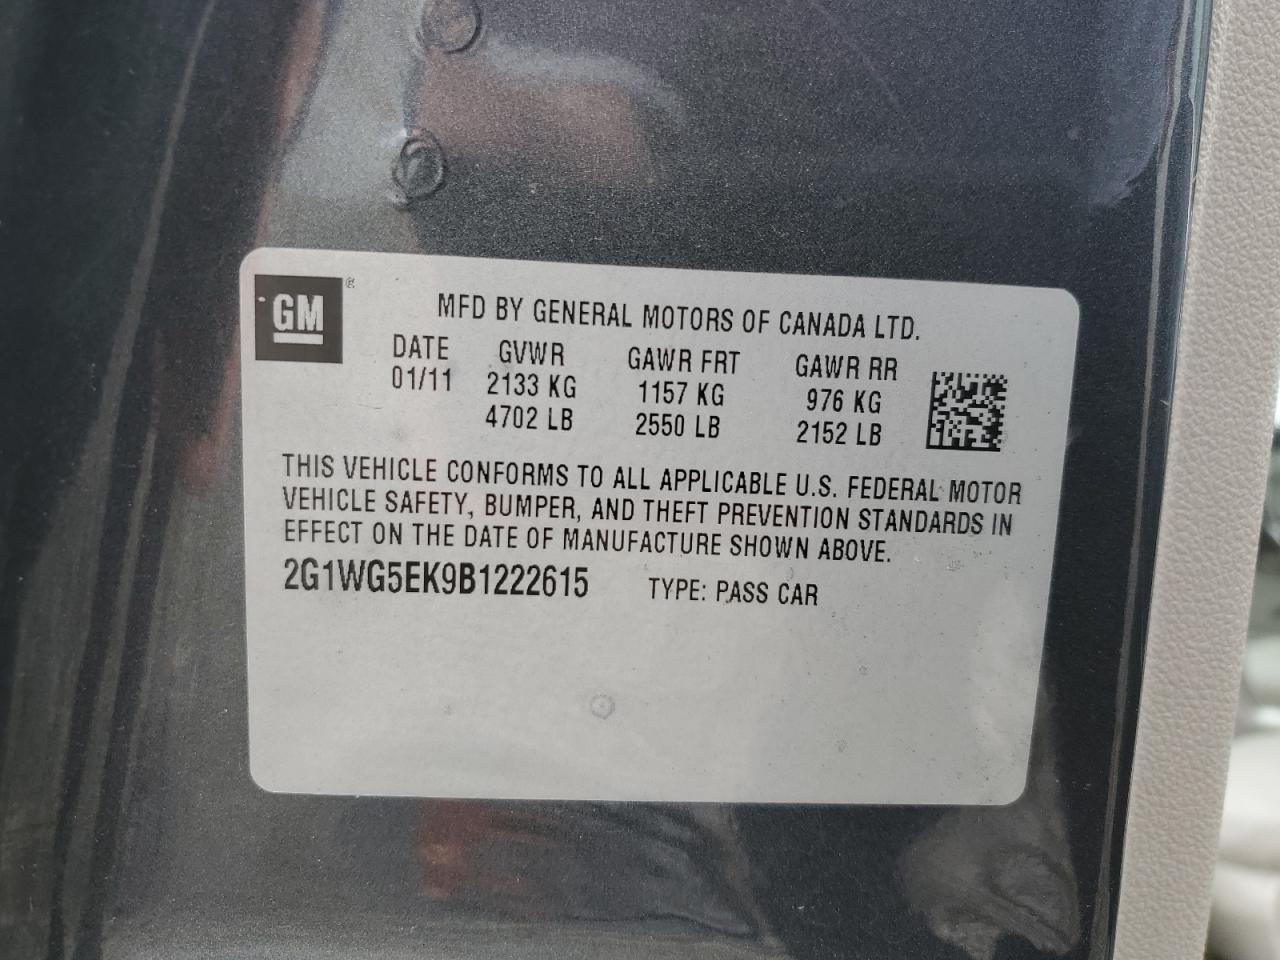 GM ®
MFD BY GENERAL MOTORS OF CANADA LTD.
DATE GVWR GAWR FRT GAWR RR
01/11 2133 KG 1157 KG 976 KG
4702 LB 2550 LB 2152 LB
THIS VEHICLE CONFORMS TO ALL APPLICABLE U.S. FEDERAL MOTOR
VEHICLE SAFETY, BUMPER, AND THEFT PREVENTION STANDARDS IN
EFFECT ON THE DATE OF MANUFACTURE SHOWN ABOVE.
2G1WG5EK9B1222615 TYPE: PASS CAR